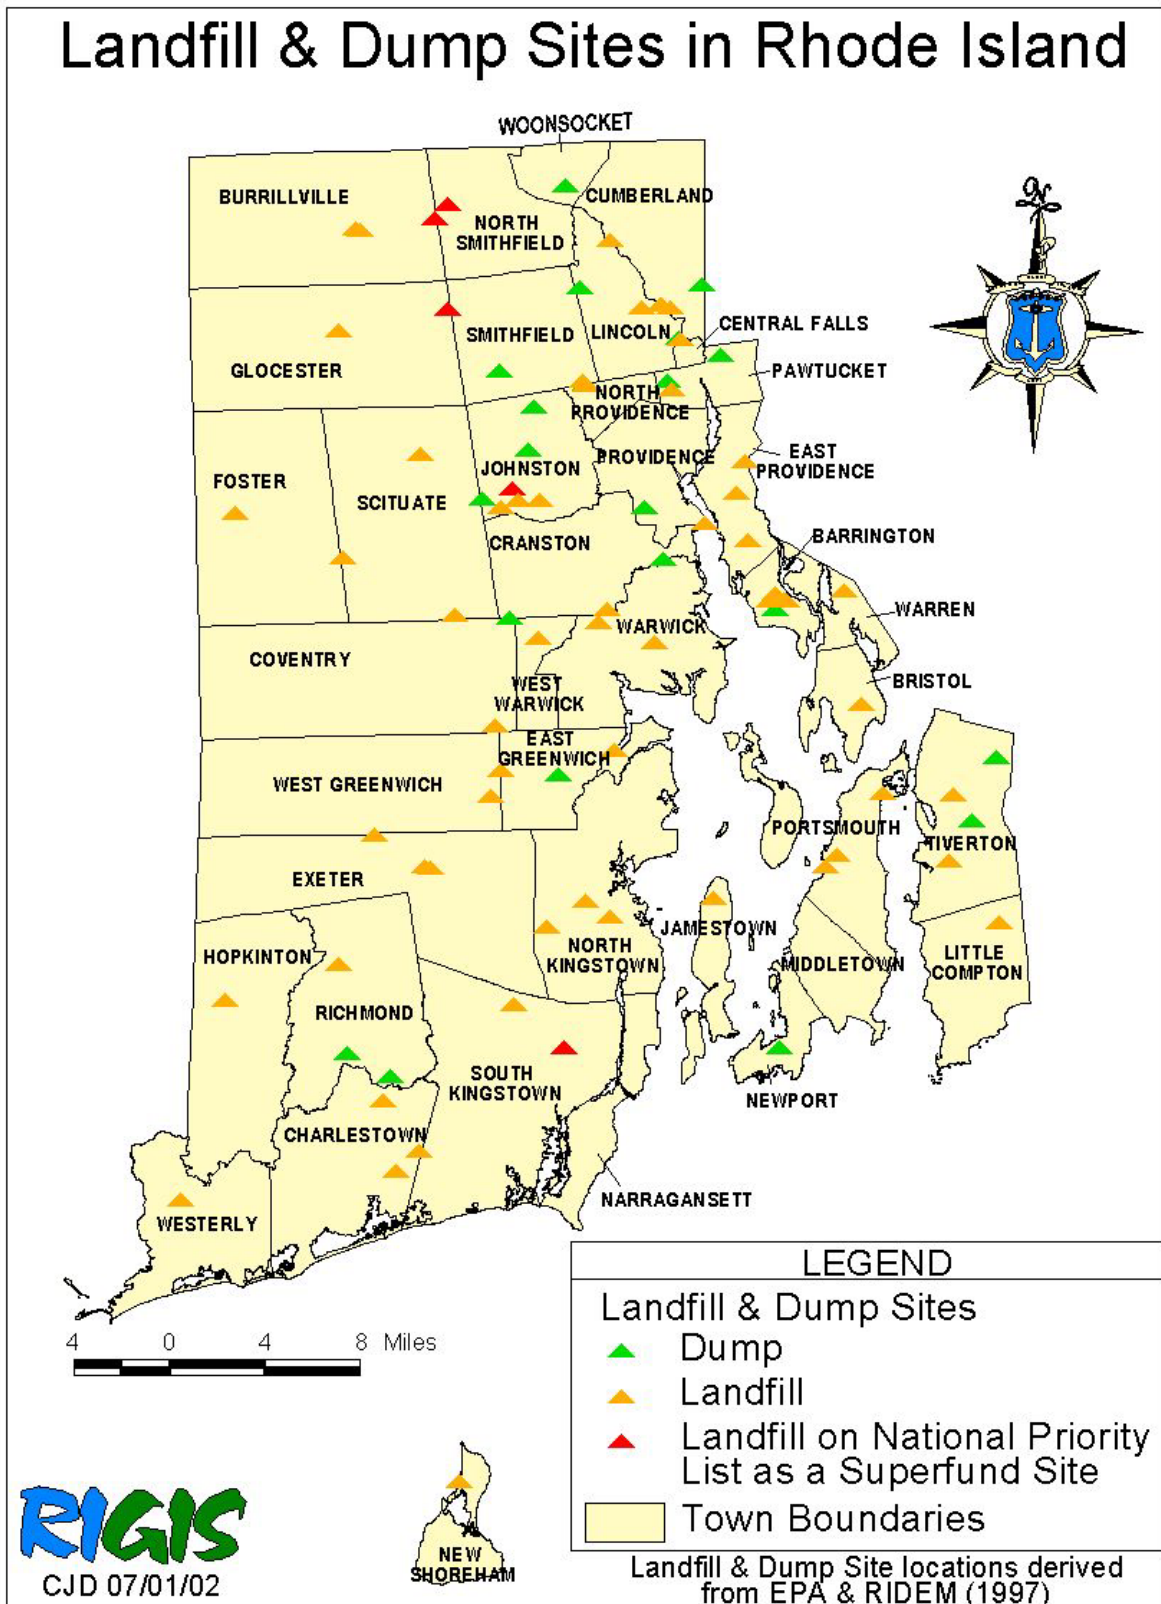 Landfill & Dump Sites in Rhode Island
WOONSOCKET
BURRILLVILLE
CUMBERLAND
NORTH
SMITHFIELD
N
SMITHFIELD
LINCOLN
CENTRAL FALLS
GLOCESTER
PAWTUCKET
NORTH
PROVIDENCE
PROVIDENCE
EAST
PROVIDENCE
JOHNSTON
FOSTER
SCITUATE
CRANSTON
BARRINGTON
WARREN
WARWICK
COVENTRY
WEST
WARWICK
BRISTOL
EAST
GREENWICH
WEST GREENWICH
PORTSMOUTH
TIVERTON
EXETER
JAMESTOWN
HOPKINTON
NORTH
KINGSTOWN
MIDDLETOWN
LITTLE
COMPTON
RICHMOND
SOUTH
KINGSTOWN
NEWPORT
CHARLESTOWN
NARRAGANSETT
WESTERLY
LEGEND
Landfill & Dump Sites
Dump
Landfill
Landfill on National Priority
List as a Superfund Site
Town Boundaries
4 0 4 8 Miles
RIGIS
CJD 07/01/02
NEW
SHOREHAM
Landfill & Dump Site locations derived
from EPA & RIDEM (1997)